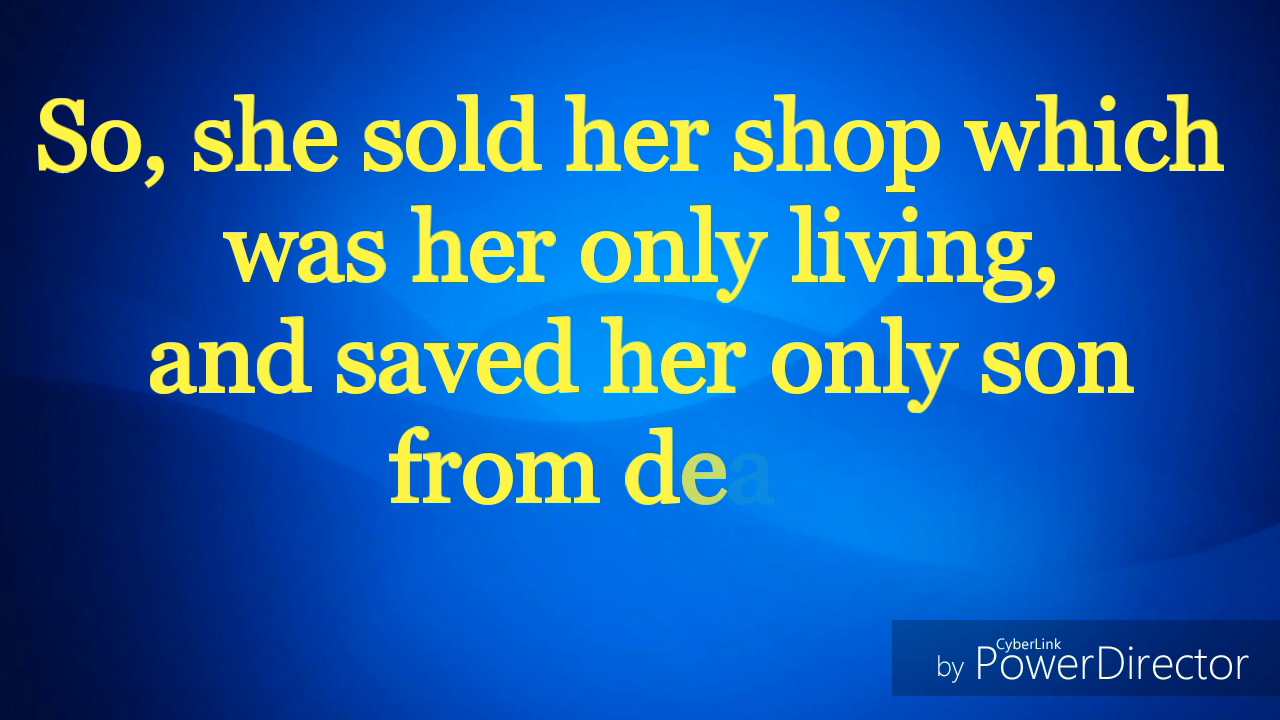 So, she sold her shop which
was her only living,
and saved her only son
from dea
by CyberLink PowerDirector